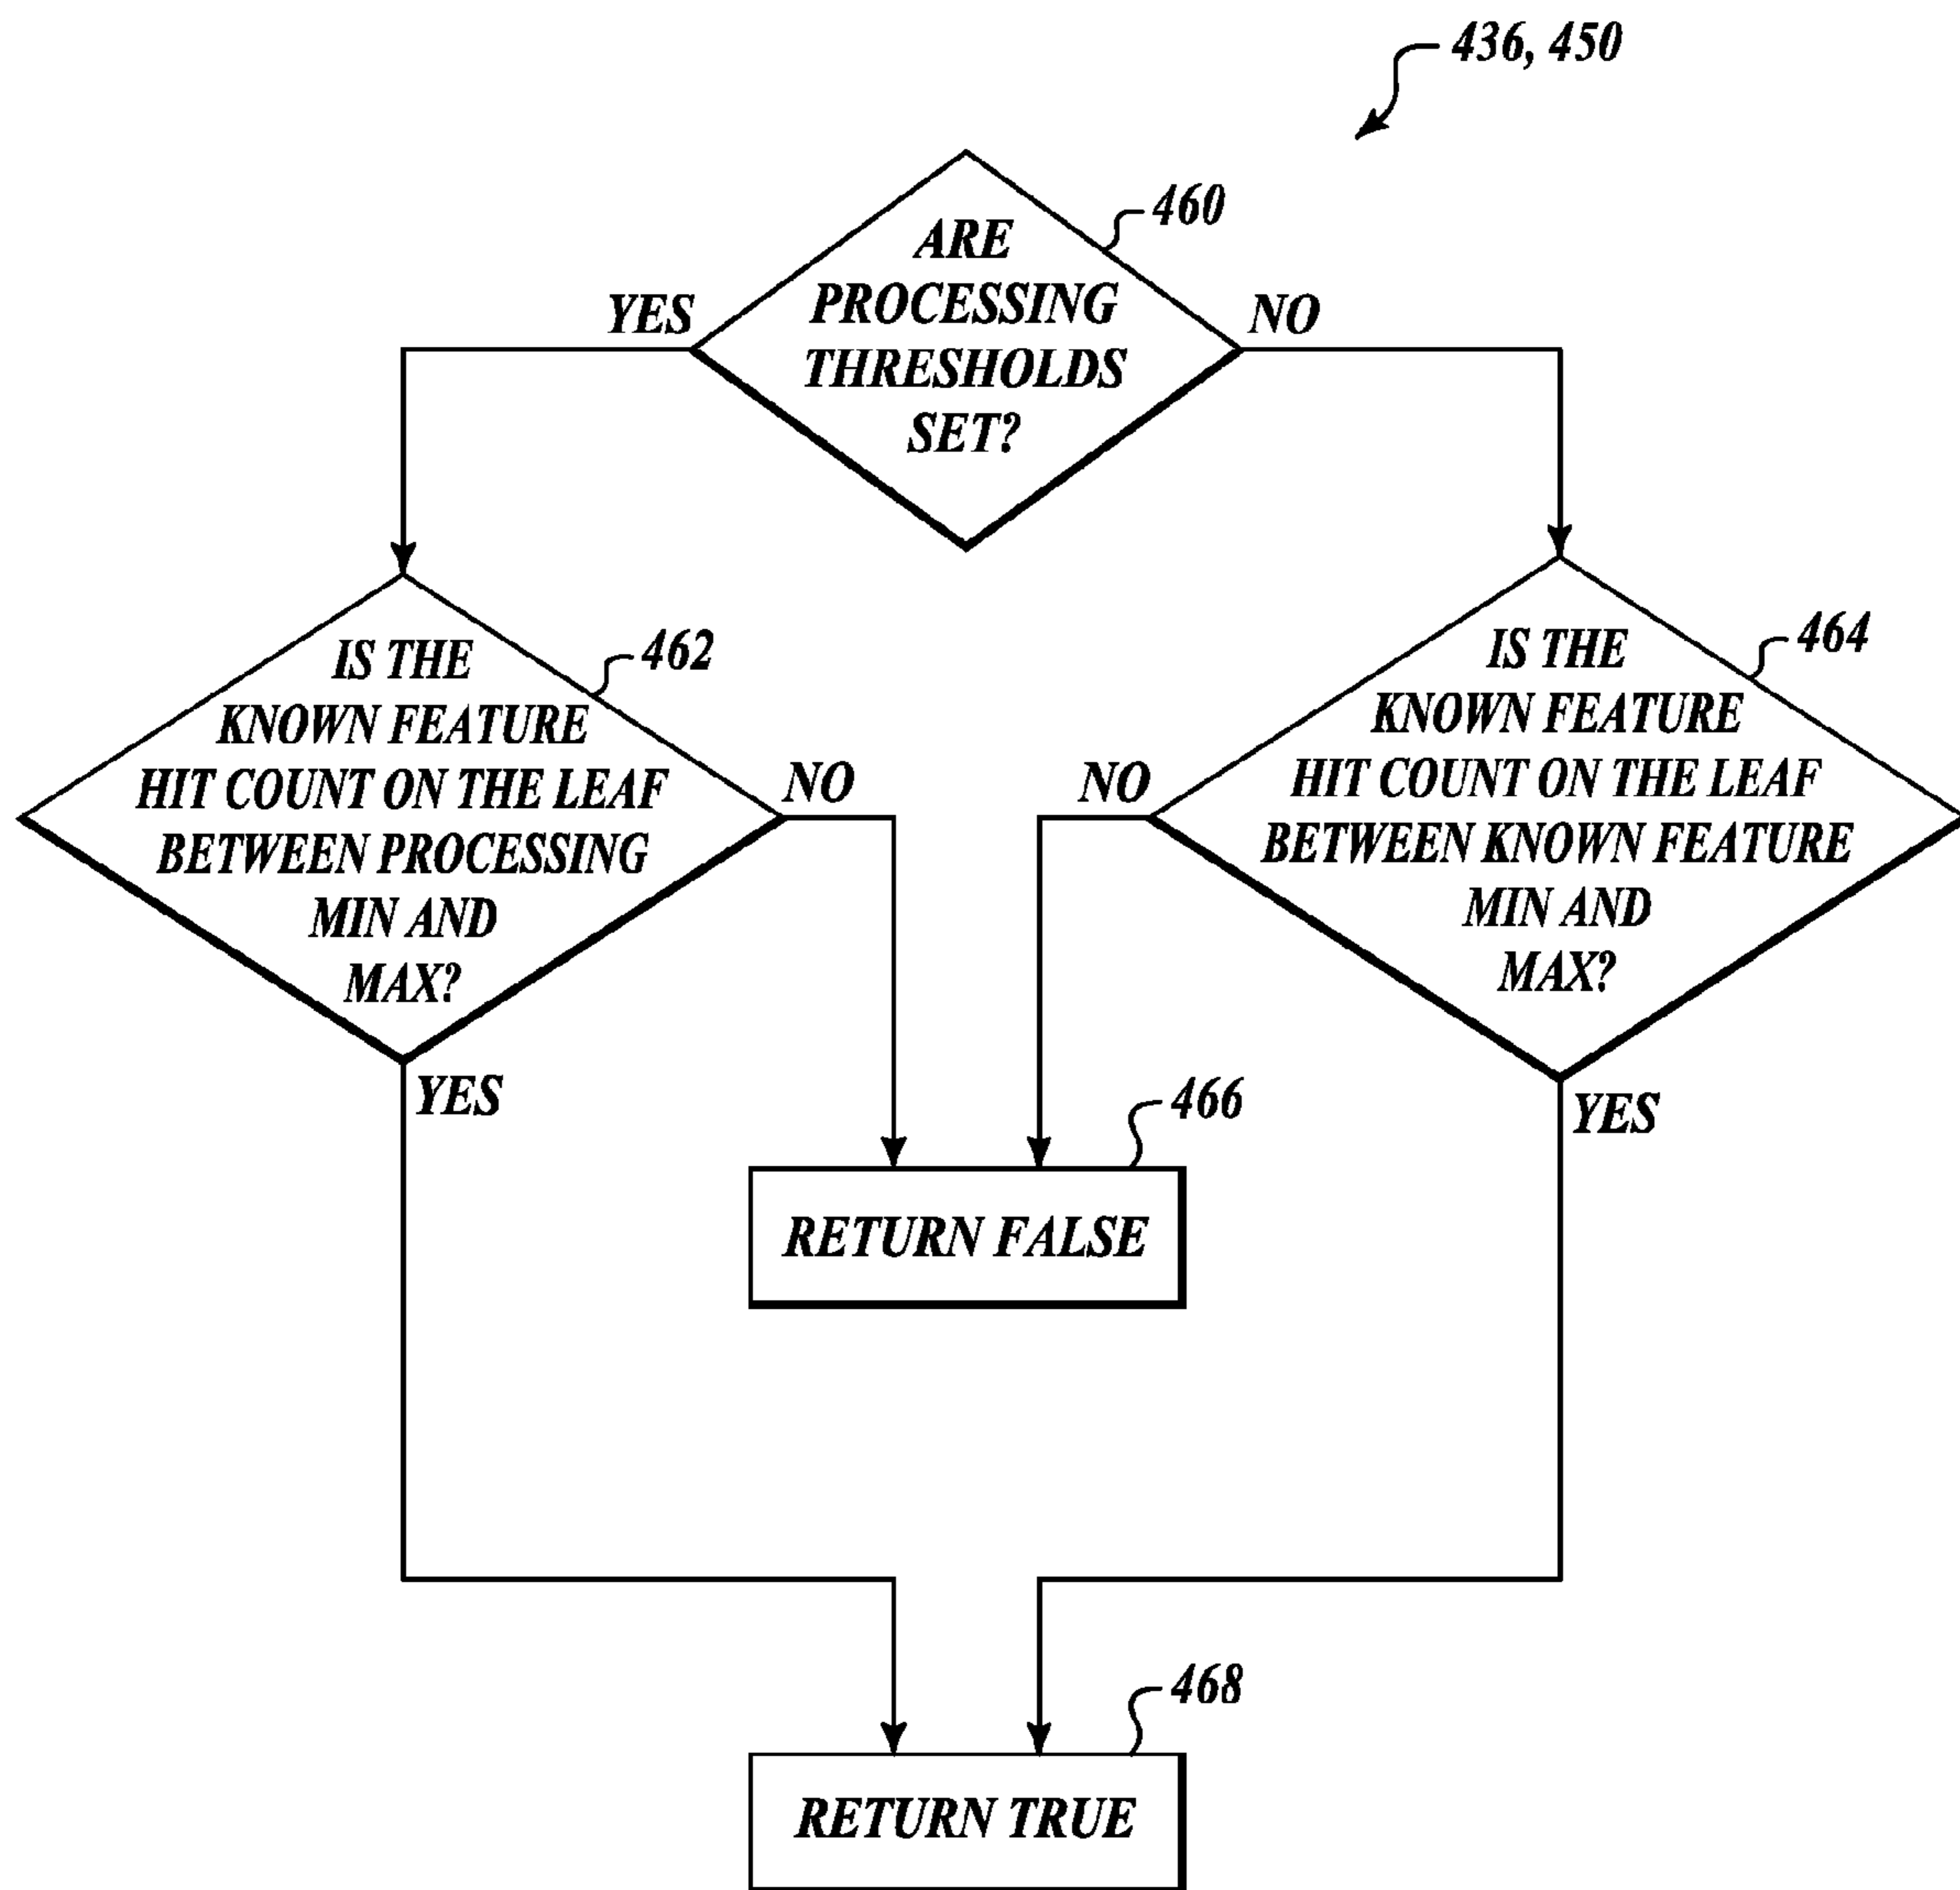 436, 450
460
ARE
PROCESSING
THRESHOLDS
SET?
YES
NO
462
IS THE
KNOWN FEATURE
HIT COUNT ON THE LEAF
BETWEEN PROCESSING
MIN AND
MAX?
NO
YES
464
IS THE
KNOWN FEATURE
HIT COUNT ON THE LEAF
BETWEEN KNOWN FEATURE
MIN AND
MAX?
NO
YES
466
RETURN FALSE
468
RETURN TRUE